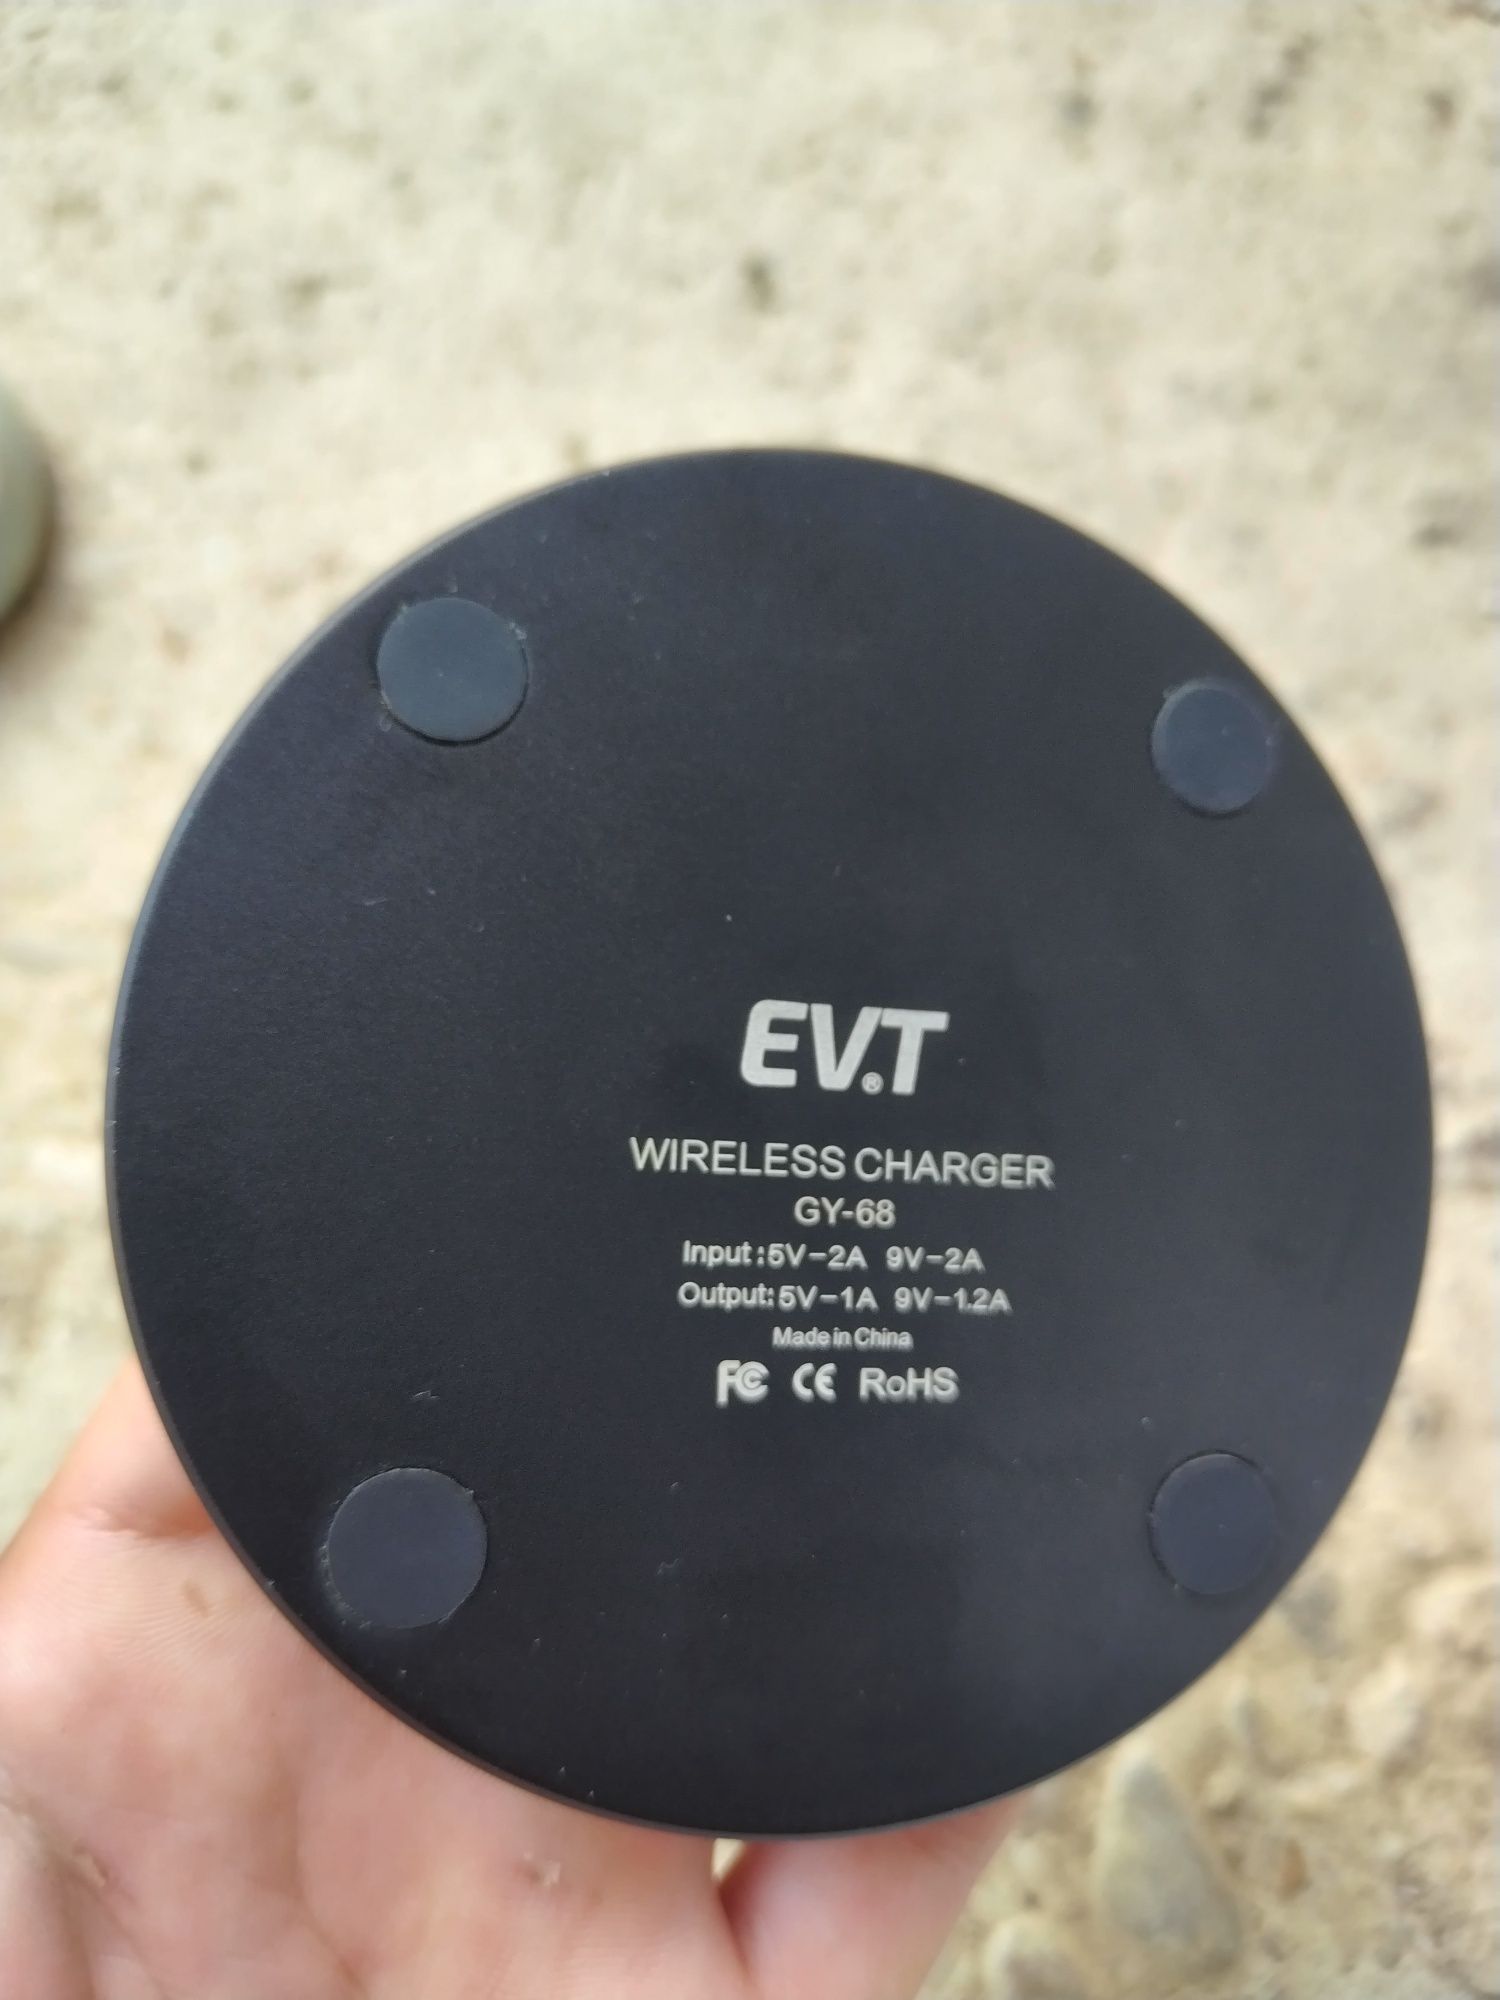 EV.T®
WIRELESS CHARGER
GY-68
Input:5V-2A 9V-2A
Output:5V-1A 9V-1.2A
Made in China
FC CE RoHS